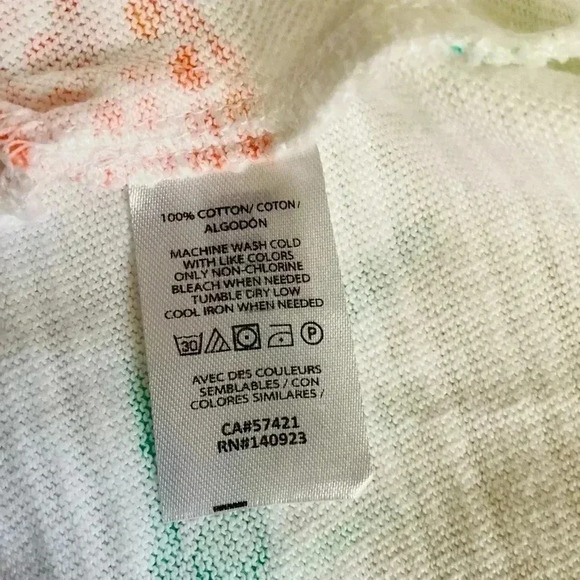 100% COTTON/ COTON/
ALGODÓN
MACHINE WASH COLD
WITH LIKE COLORS
ONLY NON-CHLORINE
BLEACH WHEN NEEDED
TUMBLE DRY LOW
COOL IRON WHEN NEEDED
30 P
AVEC DES COULEURS
SEMBLABLES / CON
COLORES SIMILARES /
CA#57421
RN#140923